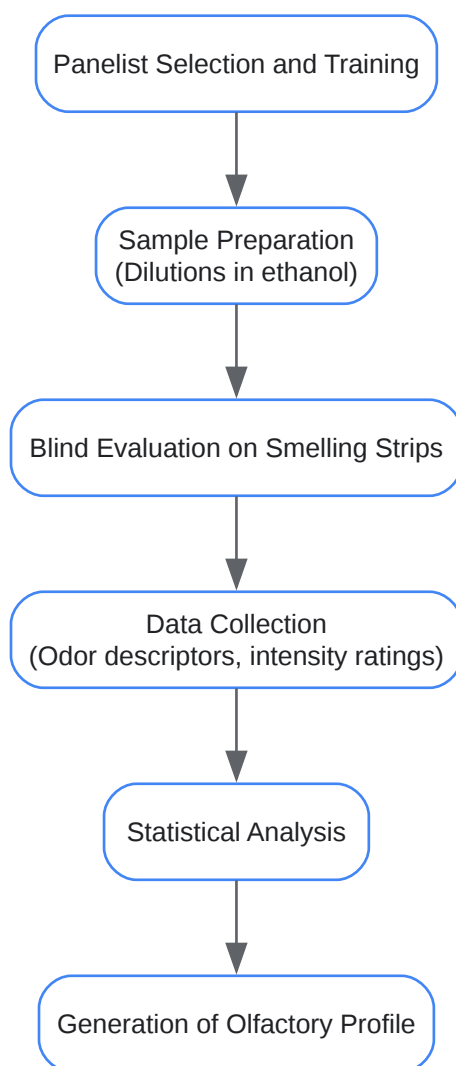 Panelist Selection and Training
Sample Preparation
(Dilutions in ethanol)
Blind Evaluation on Smelling Strips
Data Collection
(Odor descriptors, intensity ratings)
Statistical Analysis
Generation of Olfactory Profile